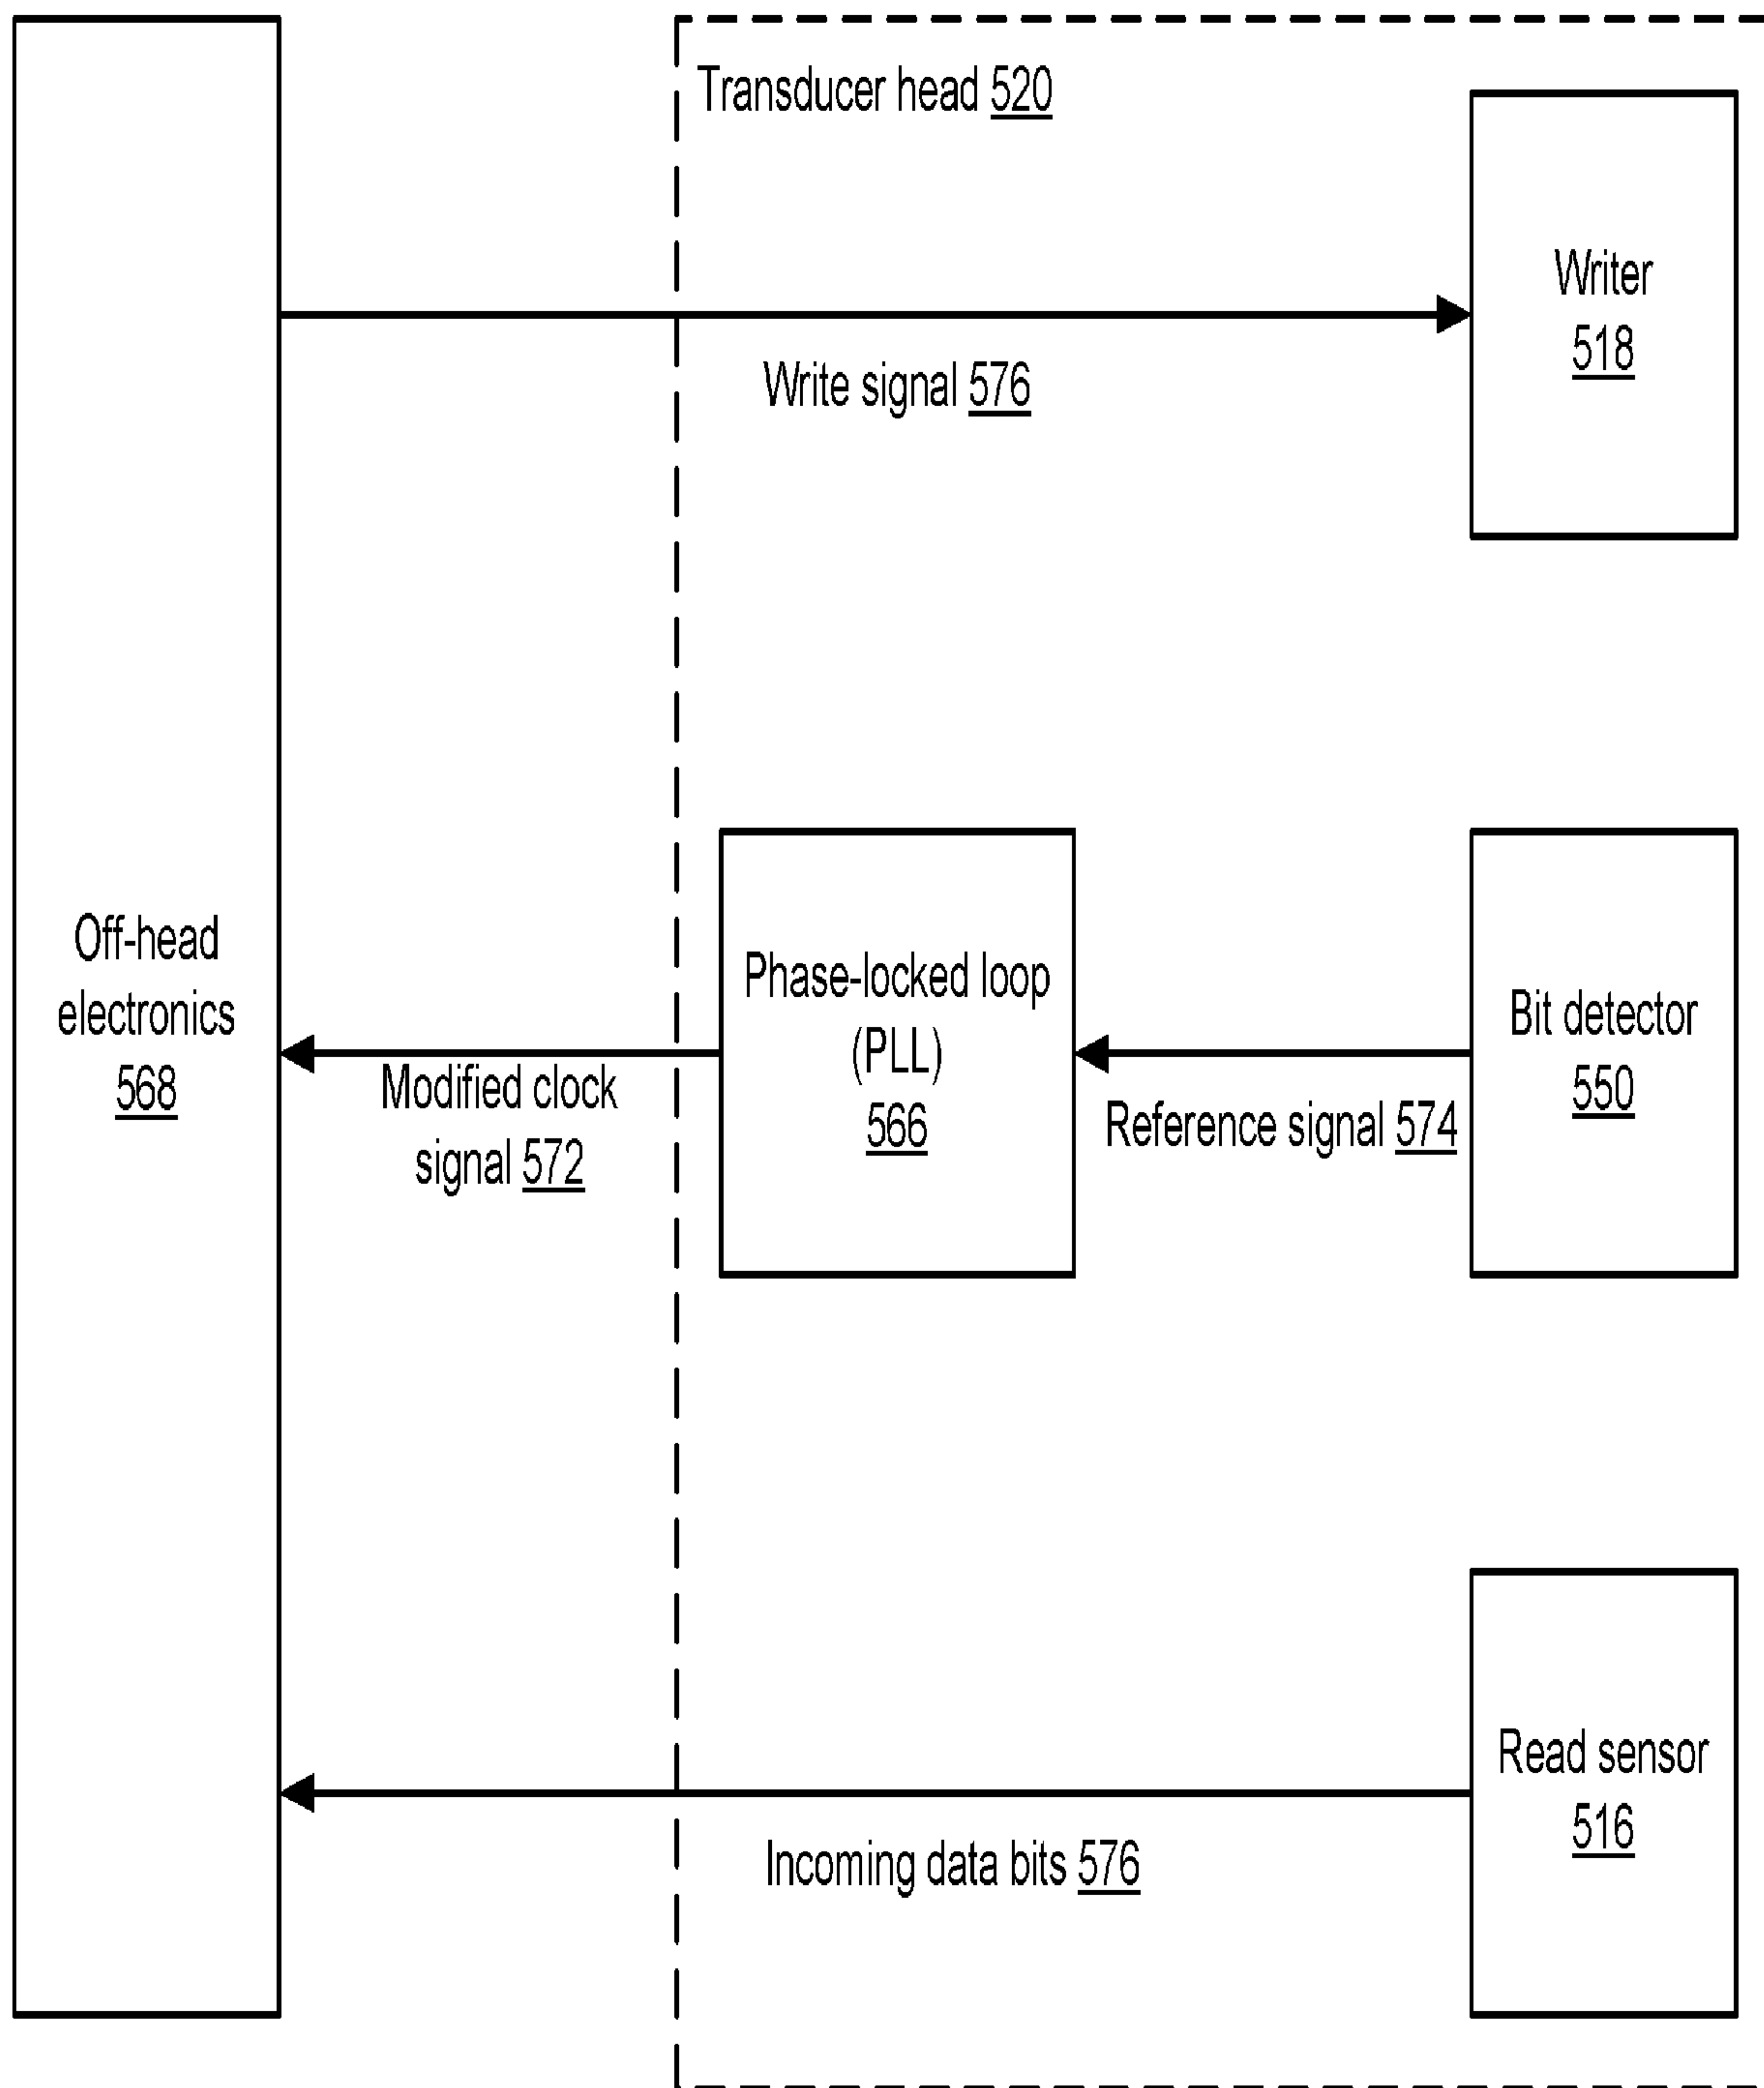 Transducer head 520
Writer
518
Write signal 576
Off-head
electronics
568
Modified clock
signal 572
Phase-locked loop
(PLL)
566
Reference signal 574
Bit detector
550
Read sensor
516
Incoming data bits 576